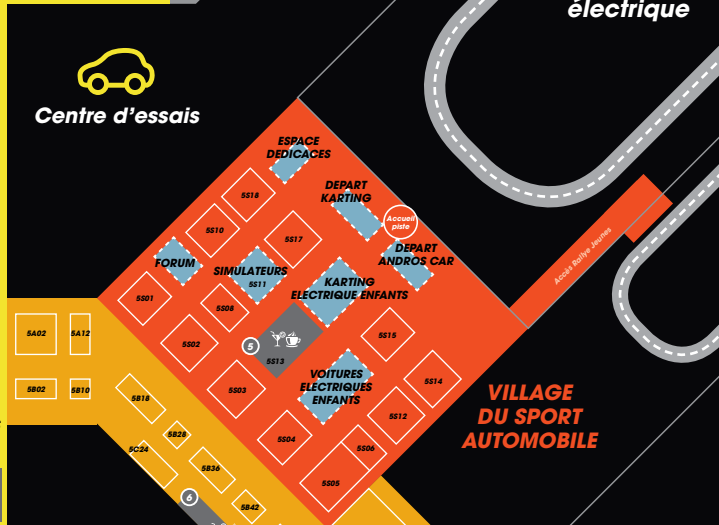 électrique
Centre d'essais
ESPACE
DEDICACES
DEPART
KARTING
5S18
Accueil
piste
5S10
5S17
DEPART
ANDROS CAR
FORUM
SIMULATEURS
5S11
KARTING
ELECTRIQUE ENFANTS
Accès Rallye Jeunes
5S01
5S08
5A02
5A12
5S02
5
5S13
5S15
VOITURES
ELECTRIQUES
ENFANTS
5S14
5B02
5B10
5B18
5S03
5S12
VILLAGE
DU SPORT
AUTOMOBILE
5B28
5S04
5S06
5C24
5B36
5S05
6
5B42